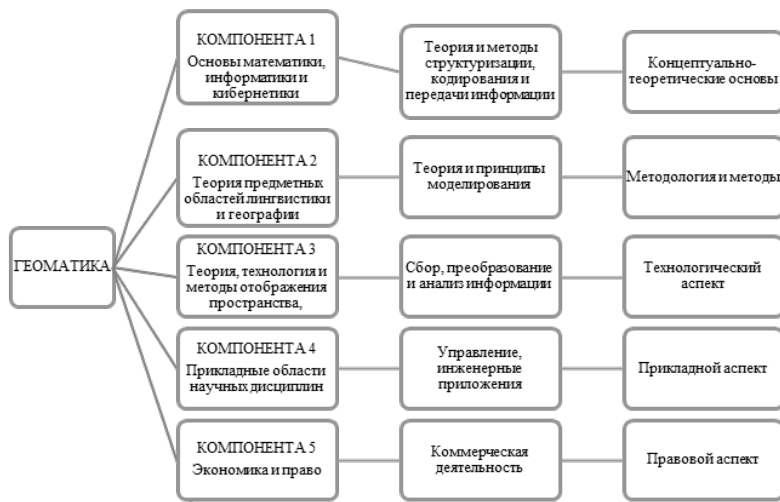 ГЕОМАТИКА
КОМПОНЕНТА 1
Основы математики,
информатики и
кибернетики
Теория и методы
структуризации,
кодирования и
передачи информации
Концептуально-
теоретические основы
КОМПОНЕНТА 2
Теория предметных
областей лингвистики
и географии
Теория и принципы
моделирования
Методология и методы
КОМПОНЕНТА 3
Теория, технология и
методы отображения
пространства,
Сбор, преобразование
и анализ информации
Технологический
аспект
КОМПОНЕНТА 4
Прикладные области
научных дисциплин
Управление,
инженерные
приложения
Прикладной аспект
КОМПОНЕНТА 5
Экономика и право
Коммерческая
деятельность
Правовой аспект